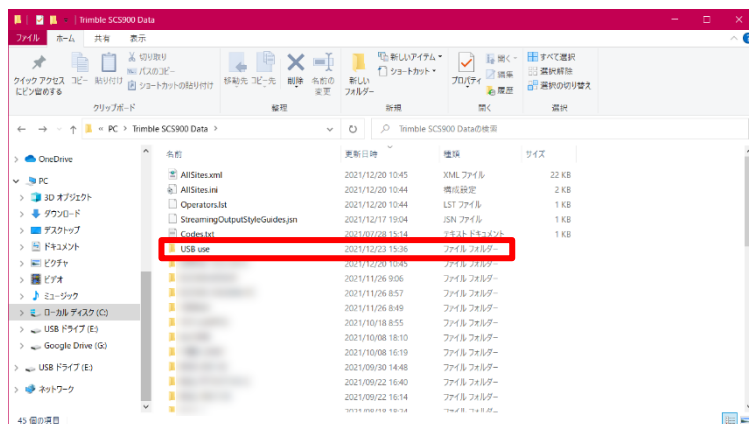 Trimble SCS900 Data
ファイル ホーム 共有 表示
クイック アクセスにピン留めする コピー 貼り付け 切り取り パスのコピー ショートカットの貼り付け
移動先 コピー先 削除 名前の変更 新しいフォルダー 新しいアイテム ショートカット
プロパティ 開く 編集 履歴 すべて選択 選択解除 選択の切り替え
クリップボード 整理 新規 開く 選択
« PC > Trimble SCS900 Data > Trimble SCS900 Dataの検索
名前 更新日時 種類 サイズ
OneDrive
PC
3D オブジェクト
ダウンロード
デスクトップ
ドキュメント
ピクチャ
ビデオ
ミュージック
ローカル ディスク (C:)
USB ドライブ (E:)
Google Drive (G:)
USB ドライブ (E:)
ネットワーク
AllSites.xml 2021/12/20 10:45 XML ファイル 22 KB
AllSites.ini 2021/12/20 10:44 構成設定 2 KB
Operators.lst 2021/12/20 10:44 LST ファイル 1 KB
StreamingOutputStyleGuides.jsn 2021/12/17 19:04 JSN ファイル 1 KB
Codes.txt 2021/07/28 15:14 テキスト ドキュメント 1 KB
USB use 2021/12/23 15:36 ファイル フォルダー
2021/12/20 10:45 ファイル フォルダー
2021/11/26 9:06 ファイル フォルダー
2021/11/26 8:57 ファイル フォルダー
2021/11/26 8:49 ファイル フォルダー
2021/10/18 8:55 ファイル フォルダー
2021/10/08 18:10 ファイル フォルダー
2021/10/08 16:19 ファイル フォルダー
2021/09/30 14:48 ファイル フォルダー
2021/09/22 16:40 ファイル フォルダー
2021/09/22 16:14 ファイル フォルダー
45 個の項目